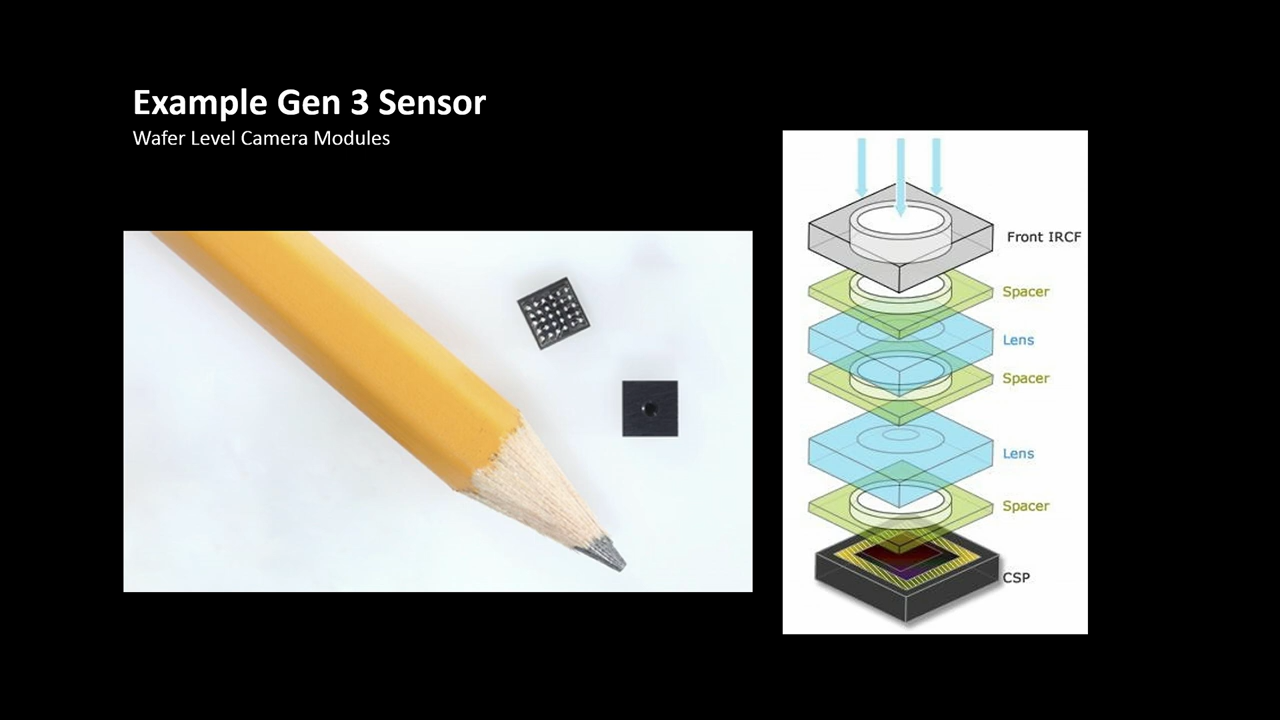 Example Gen 3 Sensor
Wafer Level Camera Modules
Front IRCF
Spacer
Lens
Spacer
Lens
Spacer
CSP